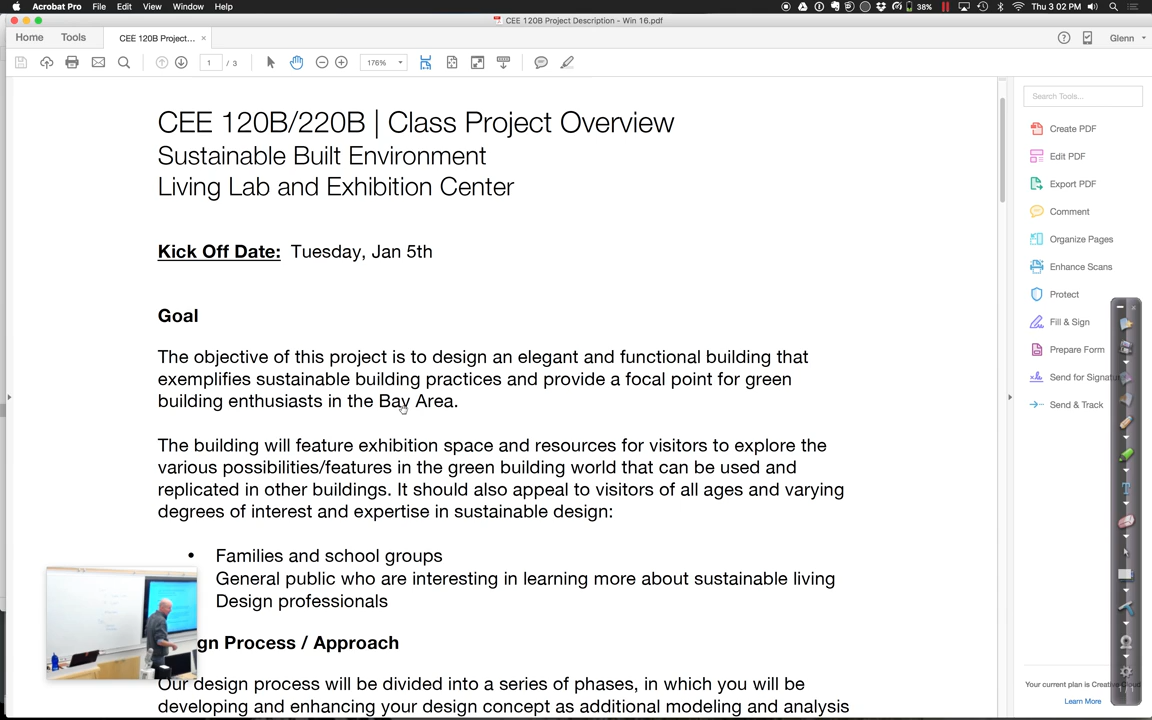 Acrobat Pro File Edit View Window Help 38% Thu 3 02 PM
CEE 120B Project Description - Win 16.pdf
Home Tools CEE 120B Project... × Glenn
1 / 3 176%
CEE 120B/220B | Class Project Overview
Sustainable Built Environment
Living Lab and Exhibition Center
Kick Off Date: Tuesday, Jan 5th
Goal
The objective of this project is to design an elegant and functional building that
exemplifies sustainable building practices and provide a focal point for green
building enthusiasts in the Bay Area.
The building will feature exhibition space and resources for visitors to explore the
various possibilities/features in the green building world that can be used and
replicated in other buildings. It should also appeal to visitors of all ages and varying
degrees of interest and expertise in sustainable design:
• Families and school groups
General public who are interesting in learning more about sustainable living
Design professionals
gn Process / Approach
Our design process will be divided into a series of phases, in which you will be
developing and enhancing your design concept as additional modeling and analysis
Search Tools...
Create PDF
Edit PDF
Export PDF
Comment
Organize Pages
Enhance Scans
Protect
Fill & Sign
Prepare Form
Send for Signatu
Send & Track
1/1
Your current plan is Creative Cloud
Learn More